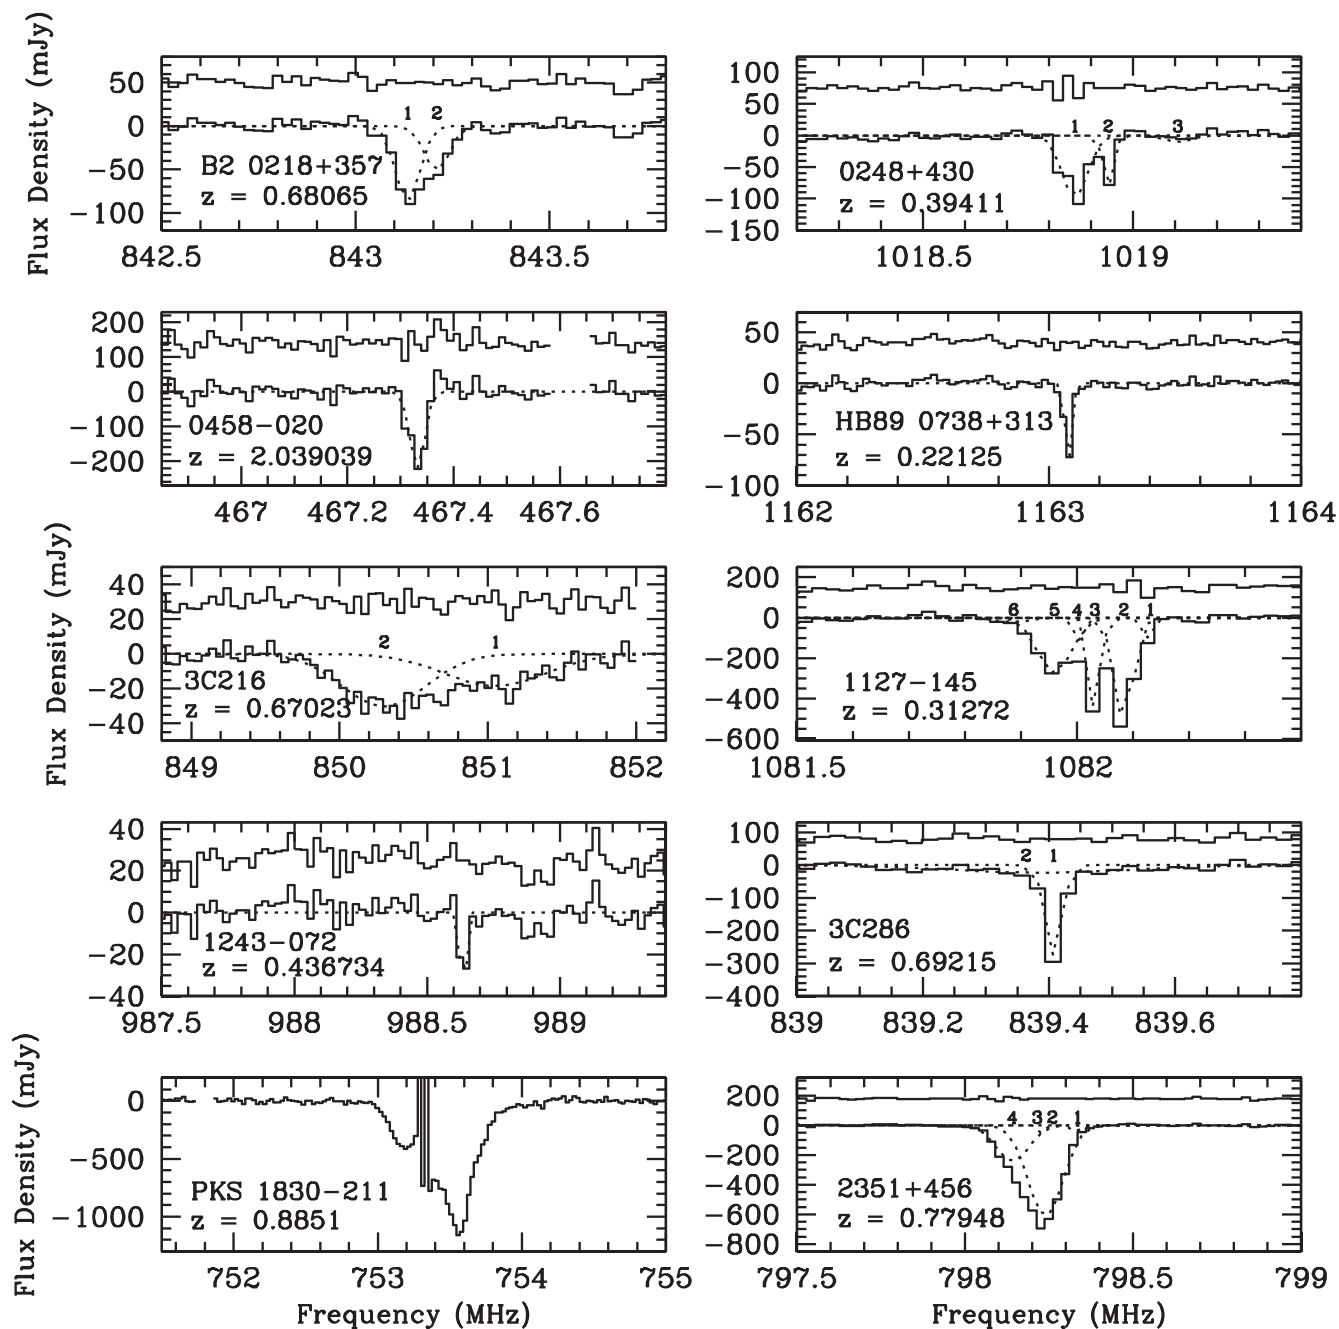 Flux Density (mJy)
50
0
−50
−100
1 2
B2 0218+357
z = 0.68065
842.5 843 843.5
100
50
0
−50
−100
−150
1 2 3
0248+430
z = 0.39411
1018.5 1019
200
100
0
−100
−200
0458−020
z = 2.039039
467 467.2 467.4 467.6
50
0
−50
−100
HB89 0738+313
z = 0.22125
1162 1163 1164
Flux Density (mJy)
40
20
0
−20
−40
2 1
3C216
z = 0.67023
849 850 851 852
200
0
−200
−400
−600
6 5 4 3 2 1
1127−145
z = 0.31272
1081.5 1082
40
20
0
−20
−40
1243−072
z = 0.436734
987.5 988 988.5 989
100
0
−100
−200
−300
−400
2 1
3C286
z = 0.69215
839 839.2 839.4 839.6
Flux Density (mJy)
0
−500
−1000
PKS 1830−211
z = 0.8851
752 753 754 755
Frequency (MHz)
200
0
−200
−400
−600
−800
4 3 2 1
2351+456
z = 0.77948
797.5 798 798.5 799
Frequency (MHz)